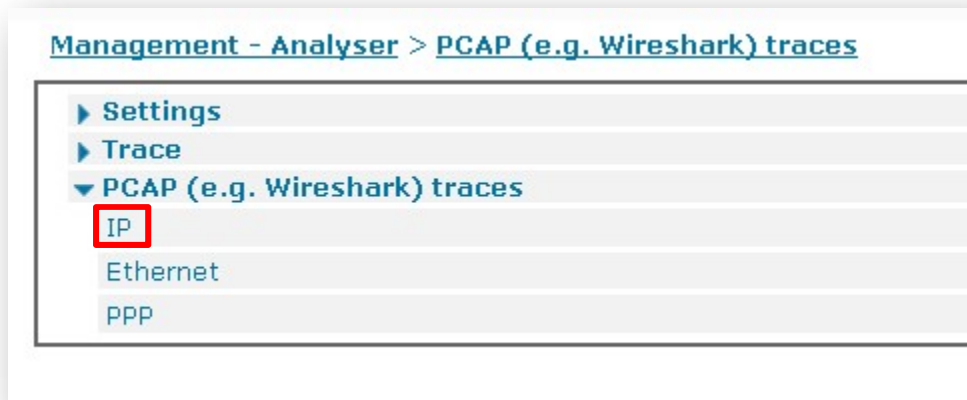 Management - Analyser > PCAP (e.g. Wireshark) traces
Settings
Trace
PCAP (e.g. Wireshark) traces
IP
Ethernet
PPP